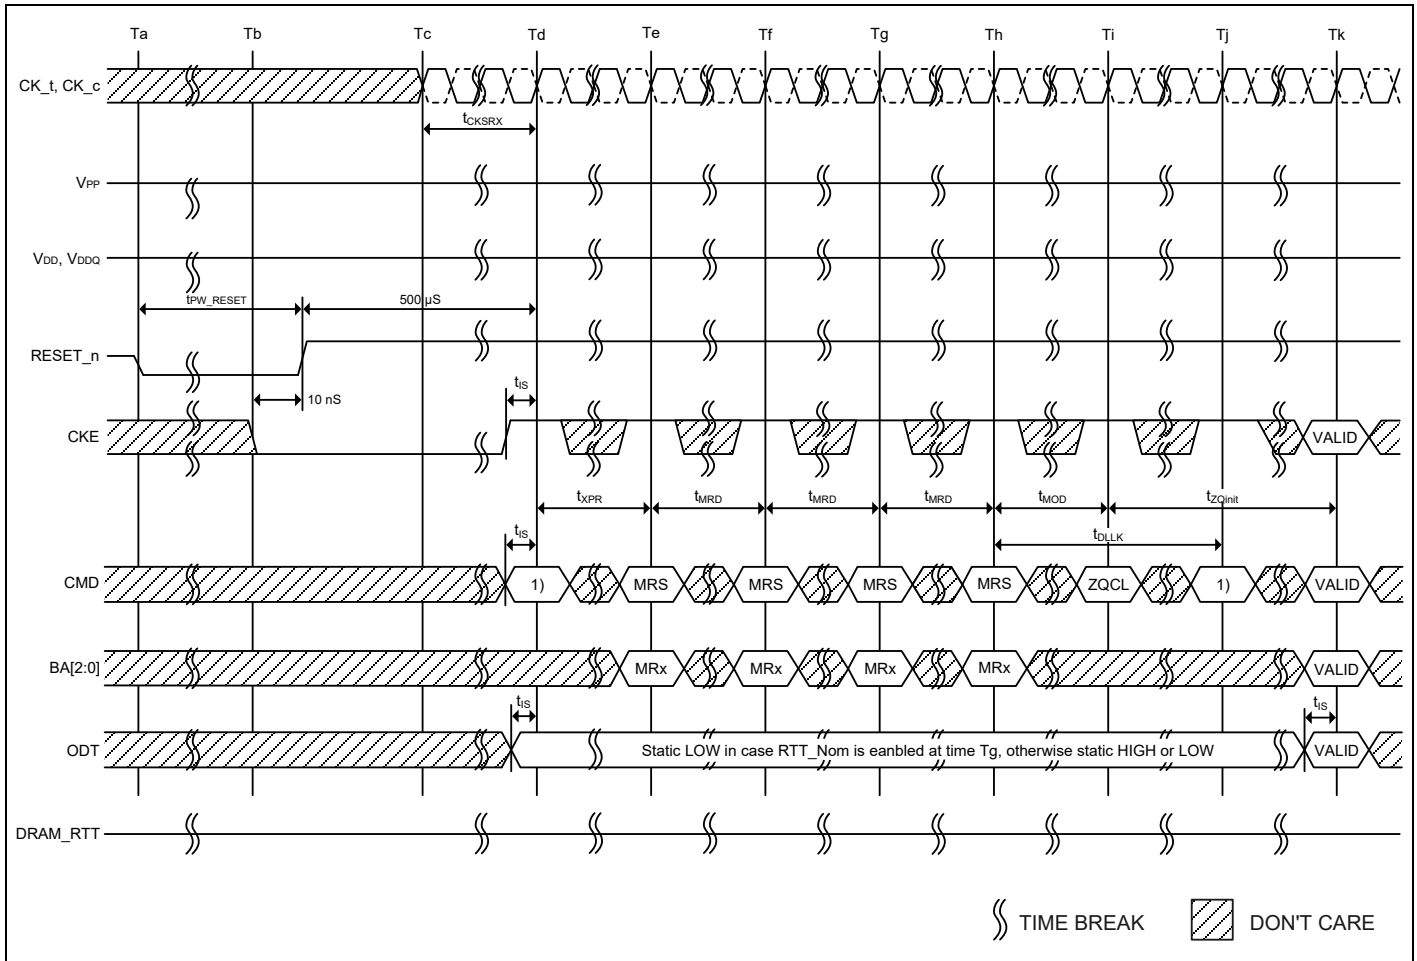 Ta Tb Tc Td Te Tf Tg Th Ti Tj Tk
CK_t, CK_c
tCKSRX
VPP
VDD, VDDQ
tPW_RESET 500 µS
RESET_n
tIS
10 nS
CKE VALID
tXPR tMRD tMRD tMRD tMOD tZQinit
tIS tDLLK
CMD 1) MRS MRS MRS MRS ZQCL 1) VALID
BA[2:0] MRx MRx MRx MRx VALID
tIS tIS
ODT Static LOW in case RTT_Nom is eanbled at time Tg, otherwise static HIGH or LOW VALID
DRAM_RTT
TIME BREAK DON'T CARE